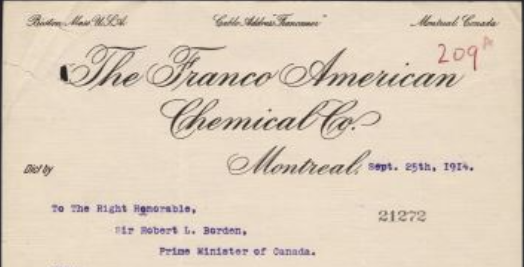 Boston, Mass U.S.A. Cable Address "Francamer" Montreal: Canada
209A
The Franco American
Chemical Co.
Montreal, Sept. 25th, 1914.
Dict by
To The Right Honorable,
21272
Sir Robert L. Borden,
Prime Minister of Canada.